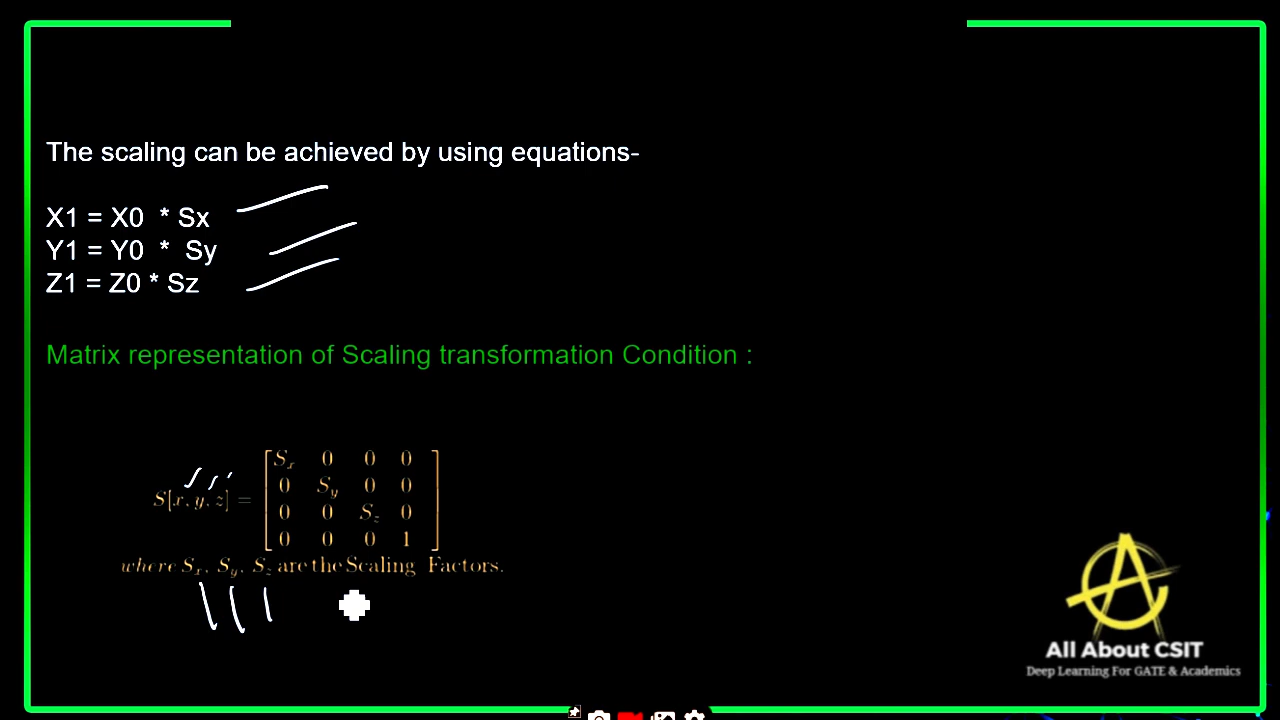 The scaling can be achieved by using equations-
X1 = X0 * Sx
Y1 = Y0 * Sy
Z1 = Z0 * Sz
Matrix representation of Scaling transformation Condition :
S[x, y, z] =
Sx 0 0 0
0 Sy 0 0
0 0 Sz 0
0 0 0 1
where Sx, Sy, Sz are the Scaling Factors.
All About CSIT
Deep Learning For GATE & Academics